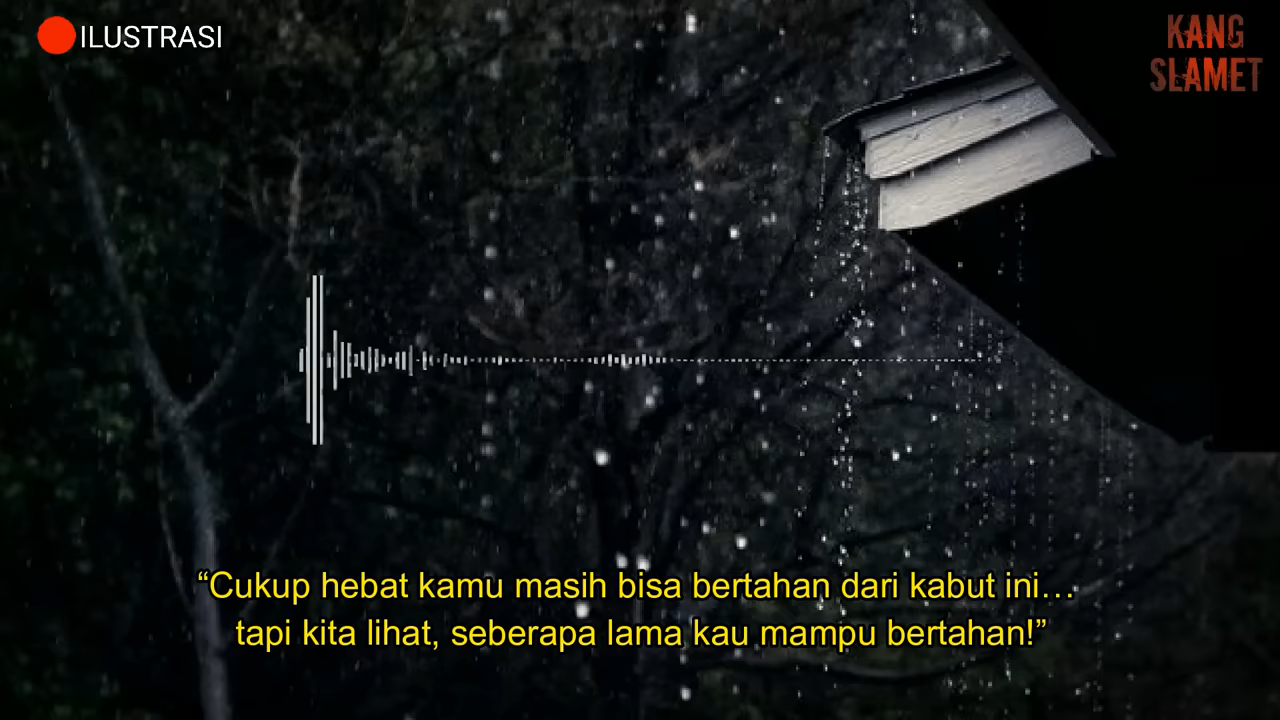 ILUSTRASI
KANG
SLAMET
“Cukup hebat kamu masih bisa bertahan dari kabut ini…
tapi kita lihat, seberapa lama kau mampu bertahan!”